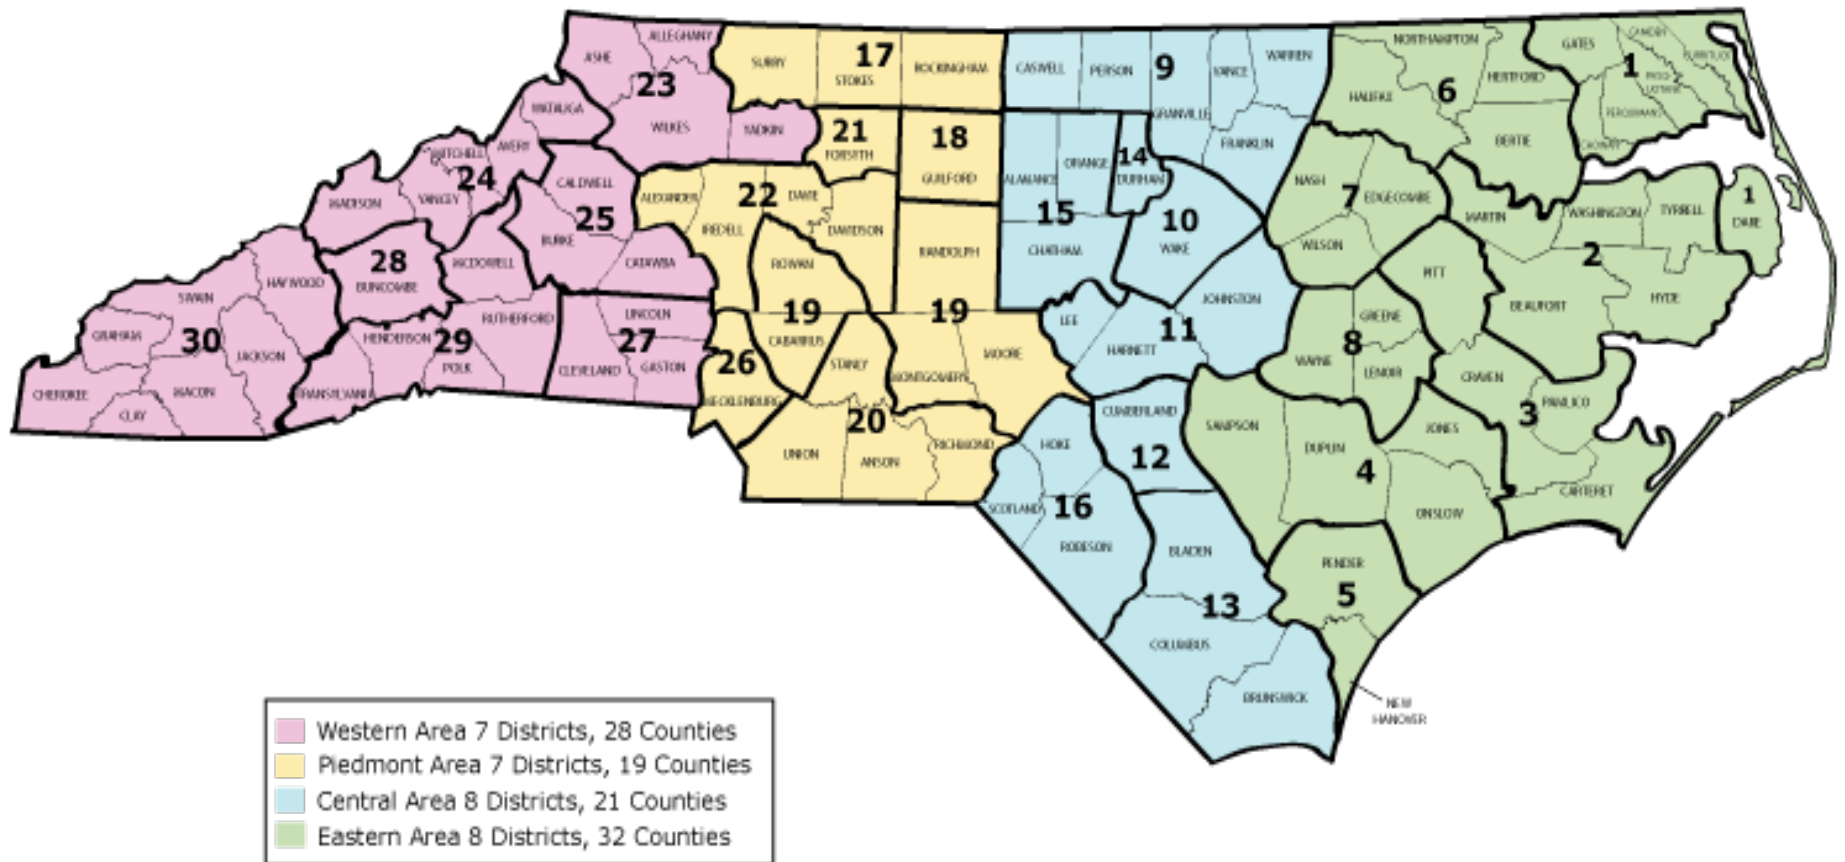 ASHE
ALLEGHANY
23
WATAUGA
WILKES
YADKIN
SURRY
17
STOKES
ROCKINGHAM
21
FORSYTH
18
GUILFORD
CASWELL
PERSON
9
GRANVILLE
VANCE
WARREN
FRANKLIN
NORTHAMPTON
HALIFAX
6
HERTFORD
BERTIE
GATES
1
CAMDEN
CURRITUCK
PERQUIMANS
CHOWAN
MITCHELL
AVERY
24
YANCEY
MADISON
CALDWELL
25
BURKE
CATAWBA
MCDOWELL
ALEXANDER
22
DAVIE
IREDELL
DAVIDSON
ROWAN
RANDOLPH
ALAMANCE
ORANGE
14
DURHAM
15
CHATHAM
10
WAKE
NASH
7
EDGECOMBE
WILSON
MARTIN
WASHINGTON
TYRRELL
1
DARE
2
BEAUFORT
HYDE
PITT
HAYWOOD
28
BUNCOMBE
SWAIN
GRAHAM
30
JACKSON
CHEROKEE
MACON
CLAY
HENDERSON
29
RUTHERFORD
POLK
TRANSYLVANIA
LINCOLN
27
CLEVELAND
GASTON
26
MECKLENBURG
19
CABARRUS
STANLY
19
MONTGOMERY
MOORE
20
UNION
ANSON
RICHMOND
LEE
HARNETT
11
JOHNSTON
GREENE
8
WAYNE
LENOIR
CRAVEN
PAMLICO
3
JONES
CARTERET
CUMBERLAND
12
HOKE
SCOTLAND
16
ROBESON
SAMPSON
DUPLIN
4
ONSLOW
BLADEN
13
COLUMBUS
BRUNSWICK
PENDER
5
NEW
HANOVER
Western Area 7 Districts, 28 Counties
Piedmont Area 7 Districts, 19 Counties
Central Area 8 Districts, 21 Counties
Eastern Area 8 Districts, 32 Counties